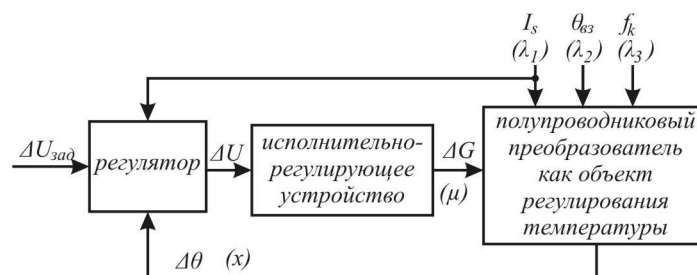 I_s θ_вз f_k
(λ_1) (λ_2) (λ_3)
ΔU_зад
регулятор
ΔU
исполнительно-
регулирующее
устройство
ΔG
(μ)
полупроводниковый
преобразователь
как объект
регулирования
температуры
Δθ (x)